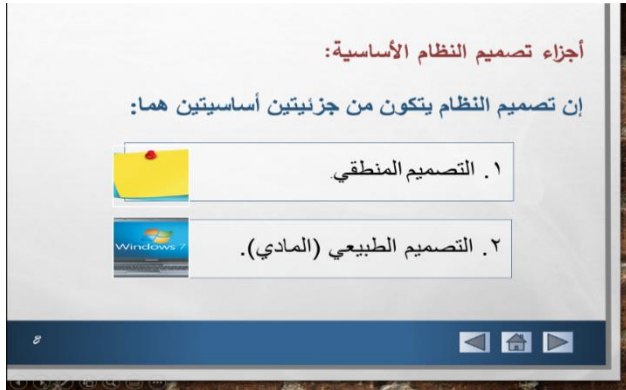 أجزاء تصميم النظام الأساسية:
إن تصميم النظام يتكون من جزئيتين أساسيتين هما:
١. التصميم المنطقي.
٢. التصميم الطبيعي (المادي).
Windows 7
8